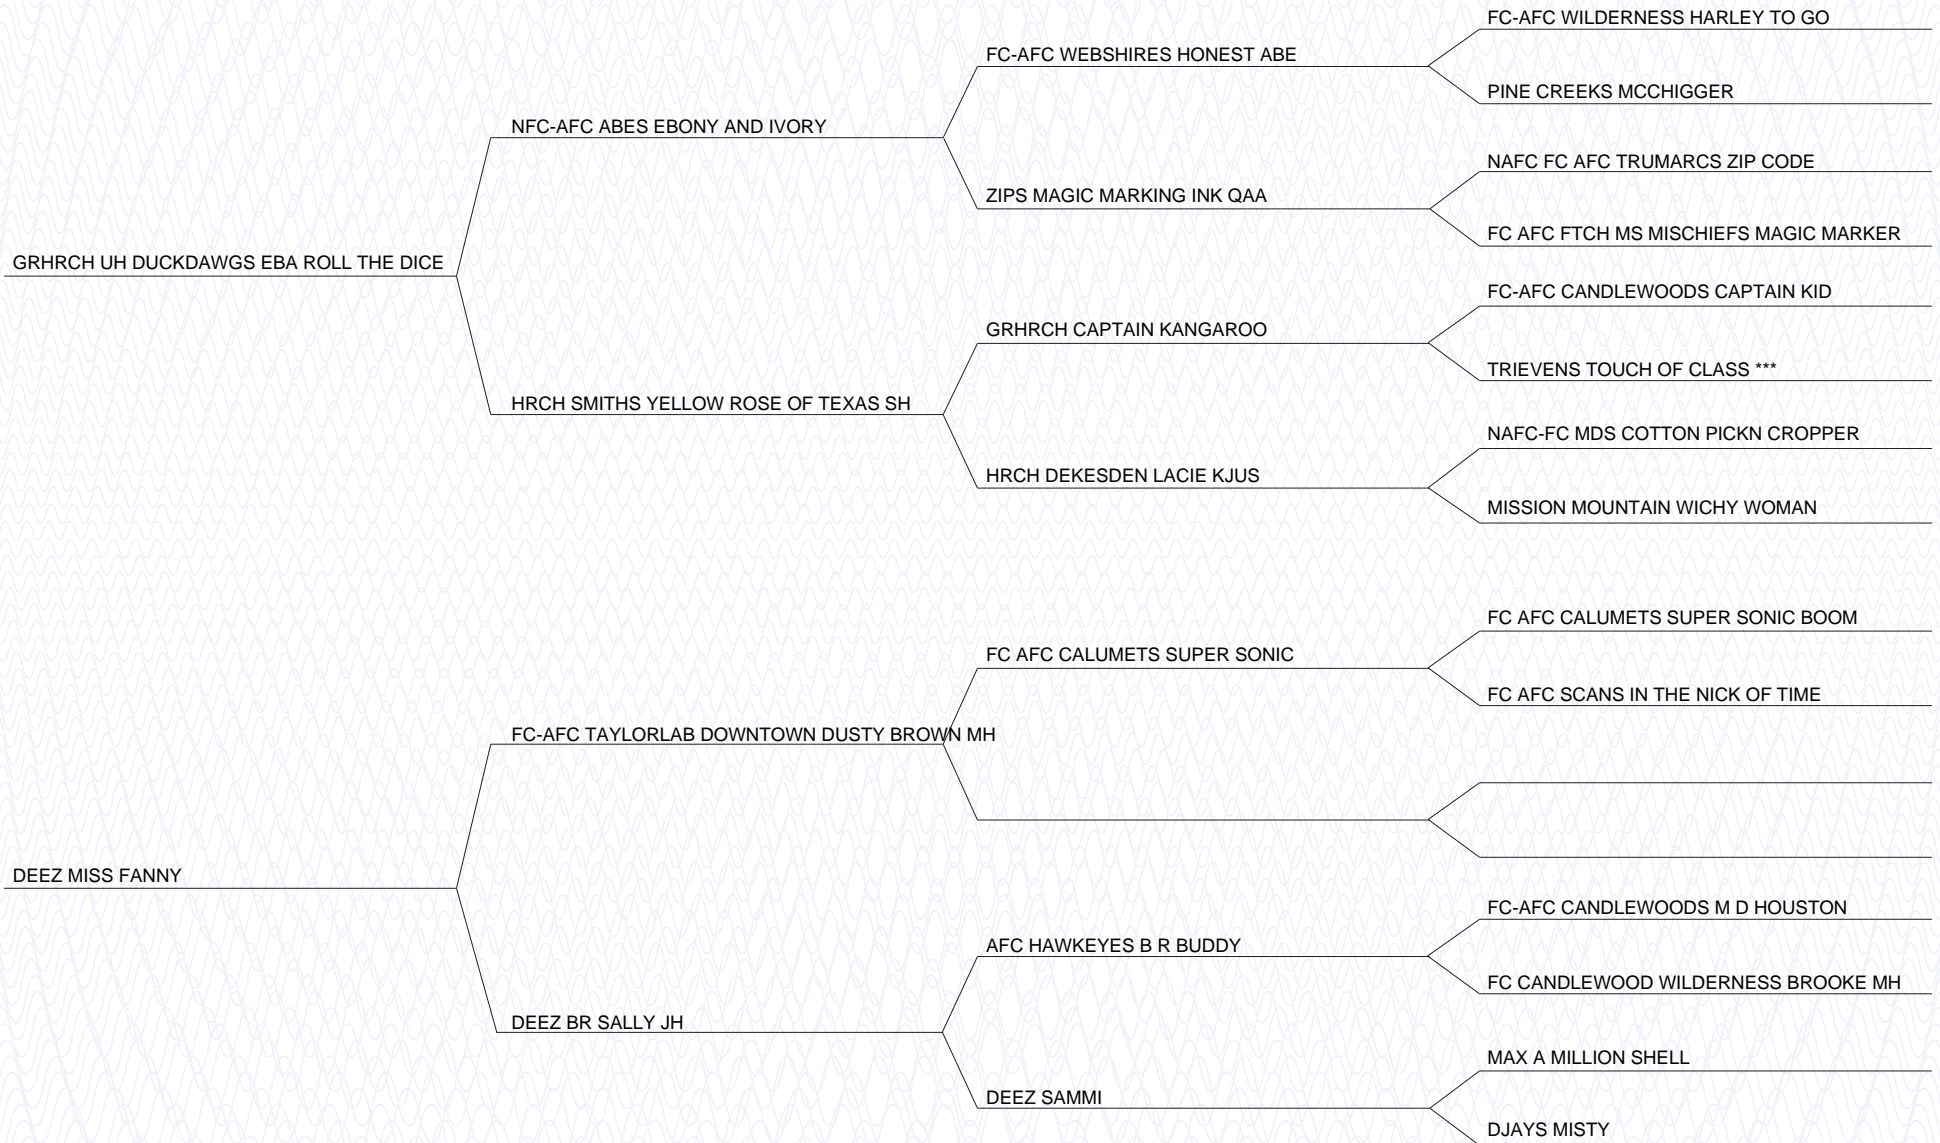 FC-AFC WILDERNESS HARLEY TO GO
FC-AFC WEBSHIRES HONEST ABE
PINE CREEKS MCCHIGGER
NFC-AFC ABES EBONY AND IVORY
NAFC FC AFC TRUMARCS ZIP CODE
ZIPS MAGIC MARKING INK QAA
FC AFC FTCH MS MISCHIEFS MAGIC MARKER
GRHRCH UH DUCKDAWGS EBA ROLL THE DICE
FC-AFC CANDLEWOODS CAPTAIN KID
GRHRCH CAPTAIN KANGAROO
TRIEVENS TOUCH OF CLASS ***
HRCH SMITHS YELLOW ROSE OF TEXAS SH
NAFC-FC MDS COTTON PICKN CROPPER
HRCH DEKESDEN LACIE KJUS
MISSION MOUNTAIN WICHY WOMAN
FC AFC CALUMETS SUPER SONIC BOOM
FC AFC CALUMETS SUPER SONIC
FC AFC SCANS IN THE NICK OF TIME
FC-AFC TAYLORLAB DOWNTOWN DUSTY BROWN MH
DEEZ MISS FANNY
FC-AFC CANDLEWOODS M D HOUSTON
AFC HAWKEYES B R BUDDY
FC CANDLEWOOD WILDERNESS BROOKE MH
DEEZ BR SALLY JH
MAX A MILLION SHELL
DEEZ SAMMI
DJAYS MISTY